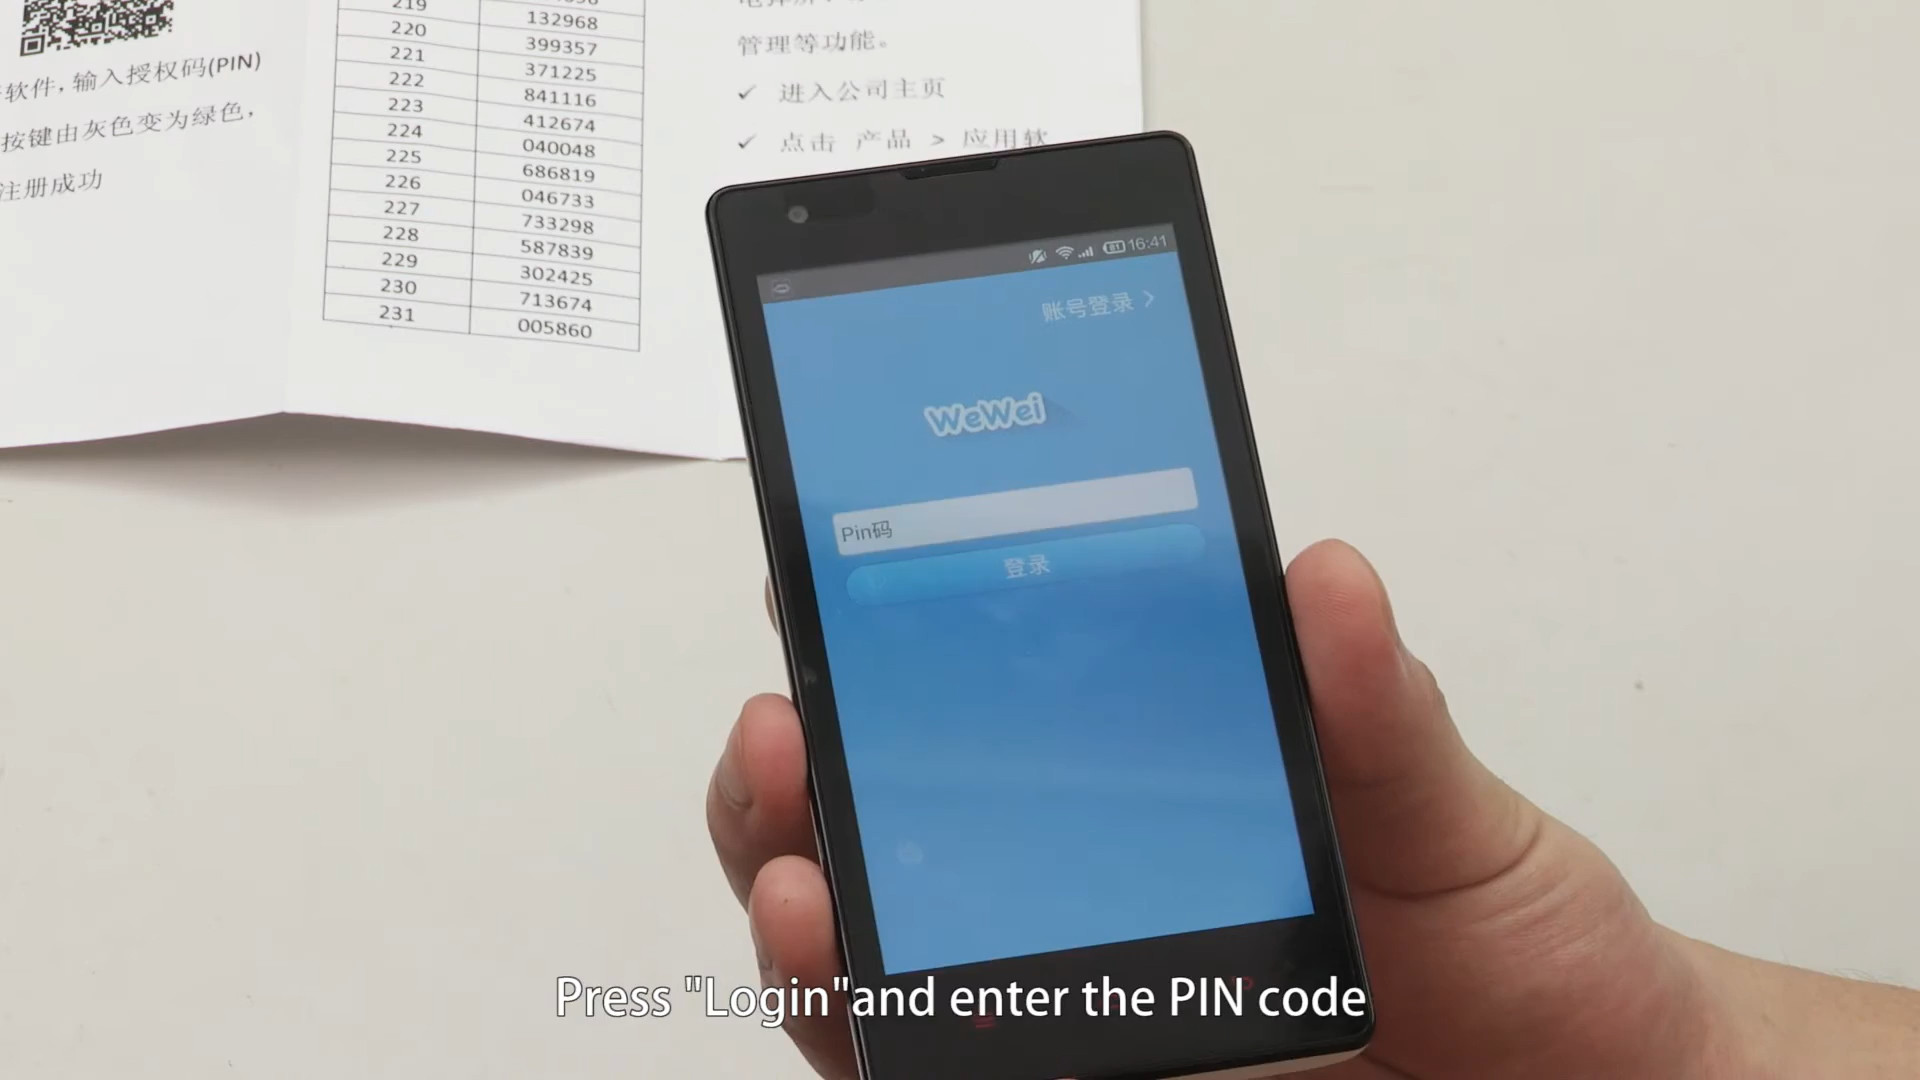 软件，输入授权码(PIN)
按键由灰色变为绿色，
注册成功
219
220 132968
221 399357
222 371225
223 841116
224 412674
225 040048
226 686819
227 046733
228 733298
229 587839
230 302425
231 713674
005860
管理等功能。
✓ 进入公司主页
✓ 点击 产品 > 应用软
81 16:41
账号登录 >
WeWei
Pin码
登录
Press "Login"and enter the PIN code